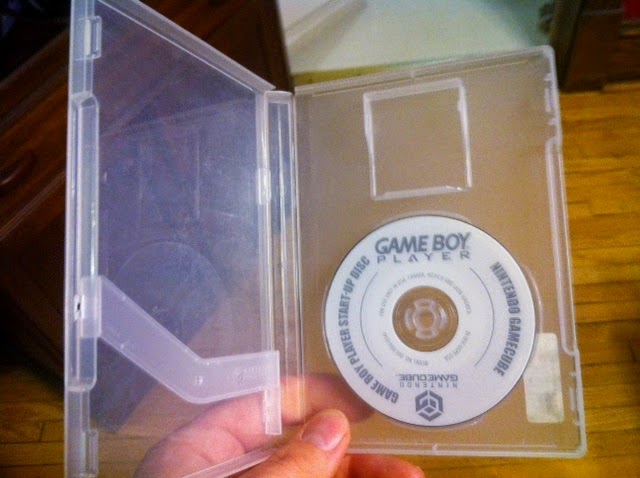 GAME BOY
PLAYER
GAME BOY PLAYER START-UP DISC
NINTENDO GAMECUBE
NINTENDO
GAMECUBE